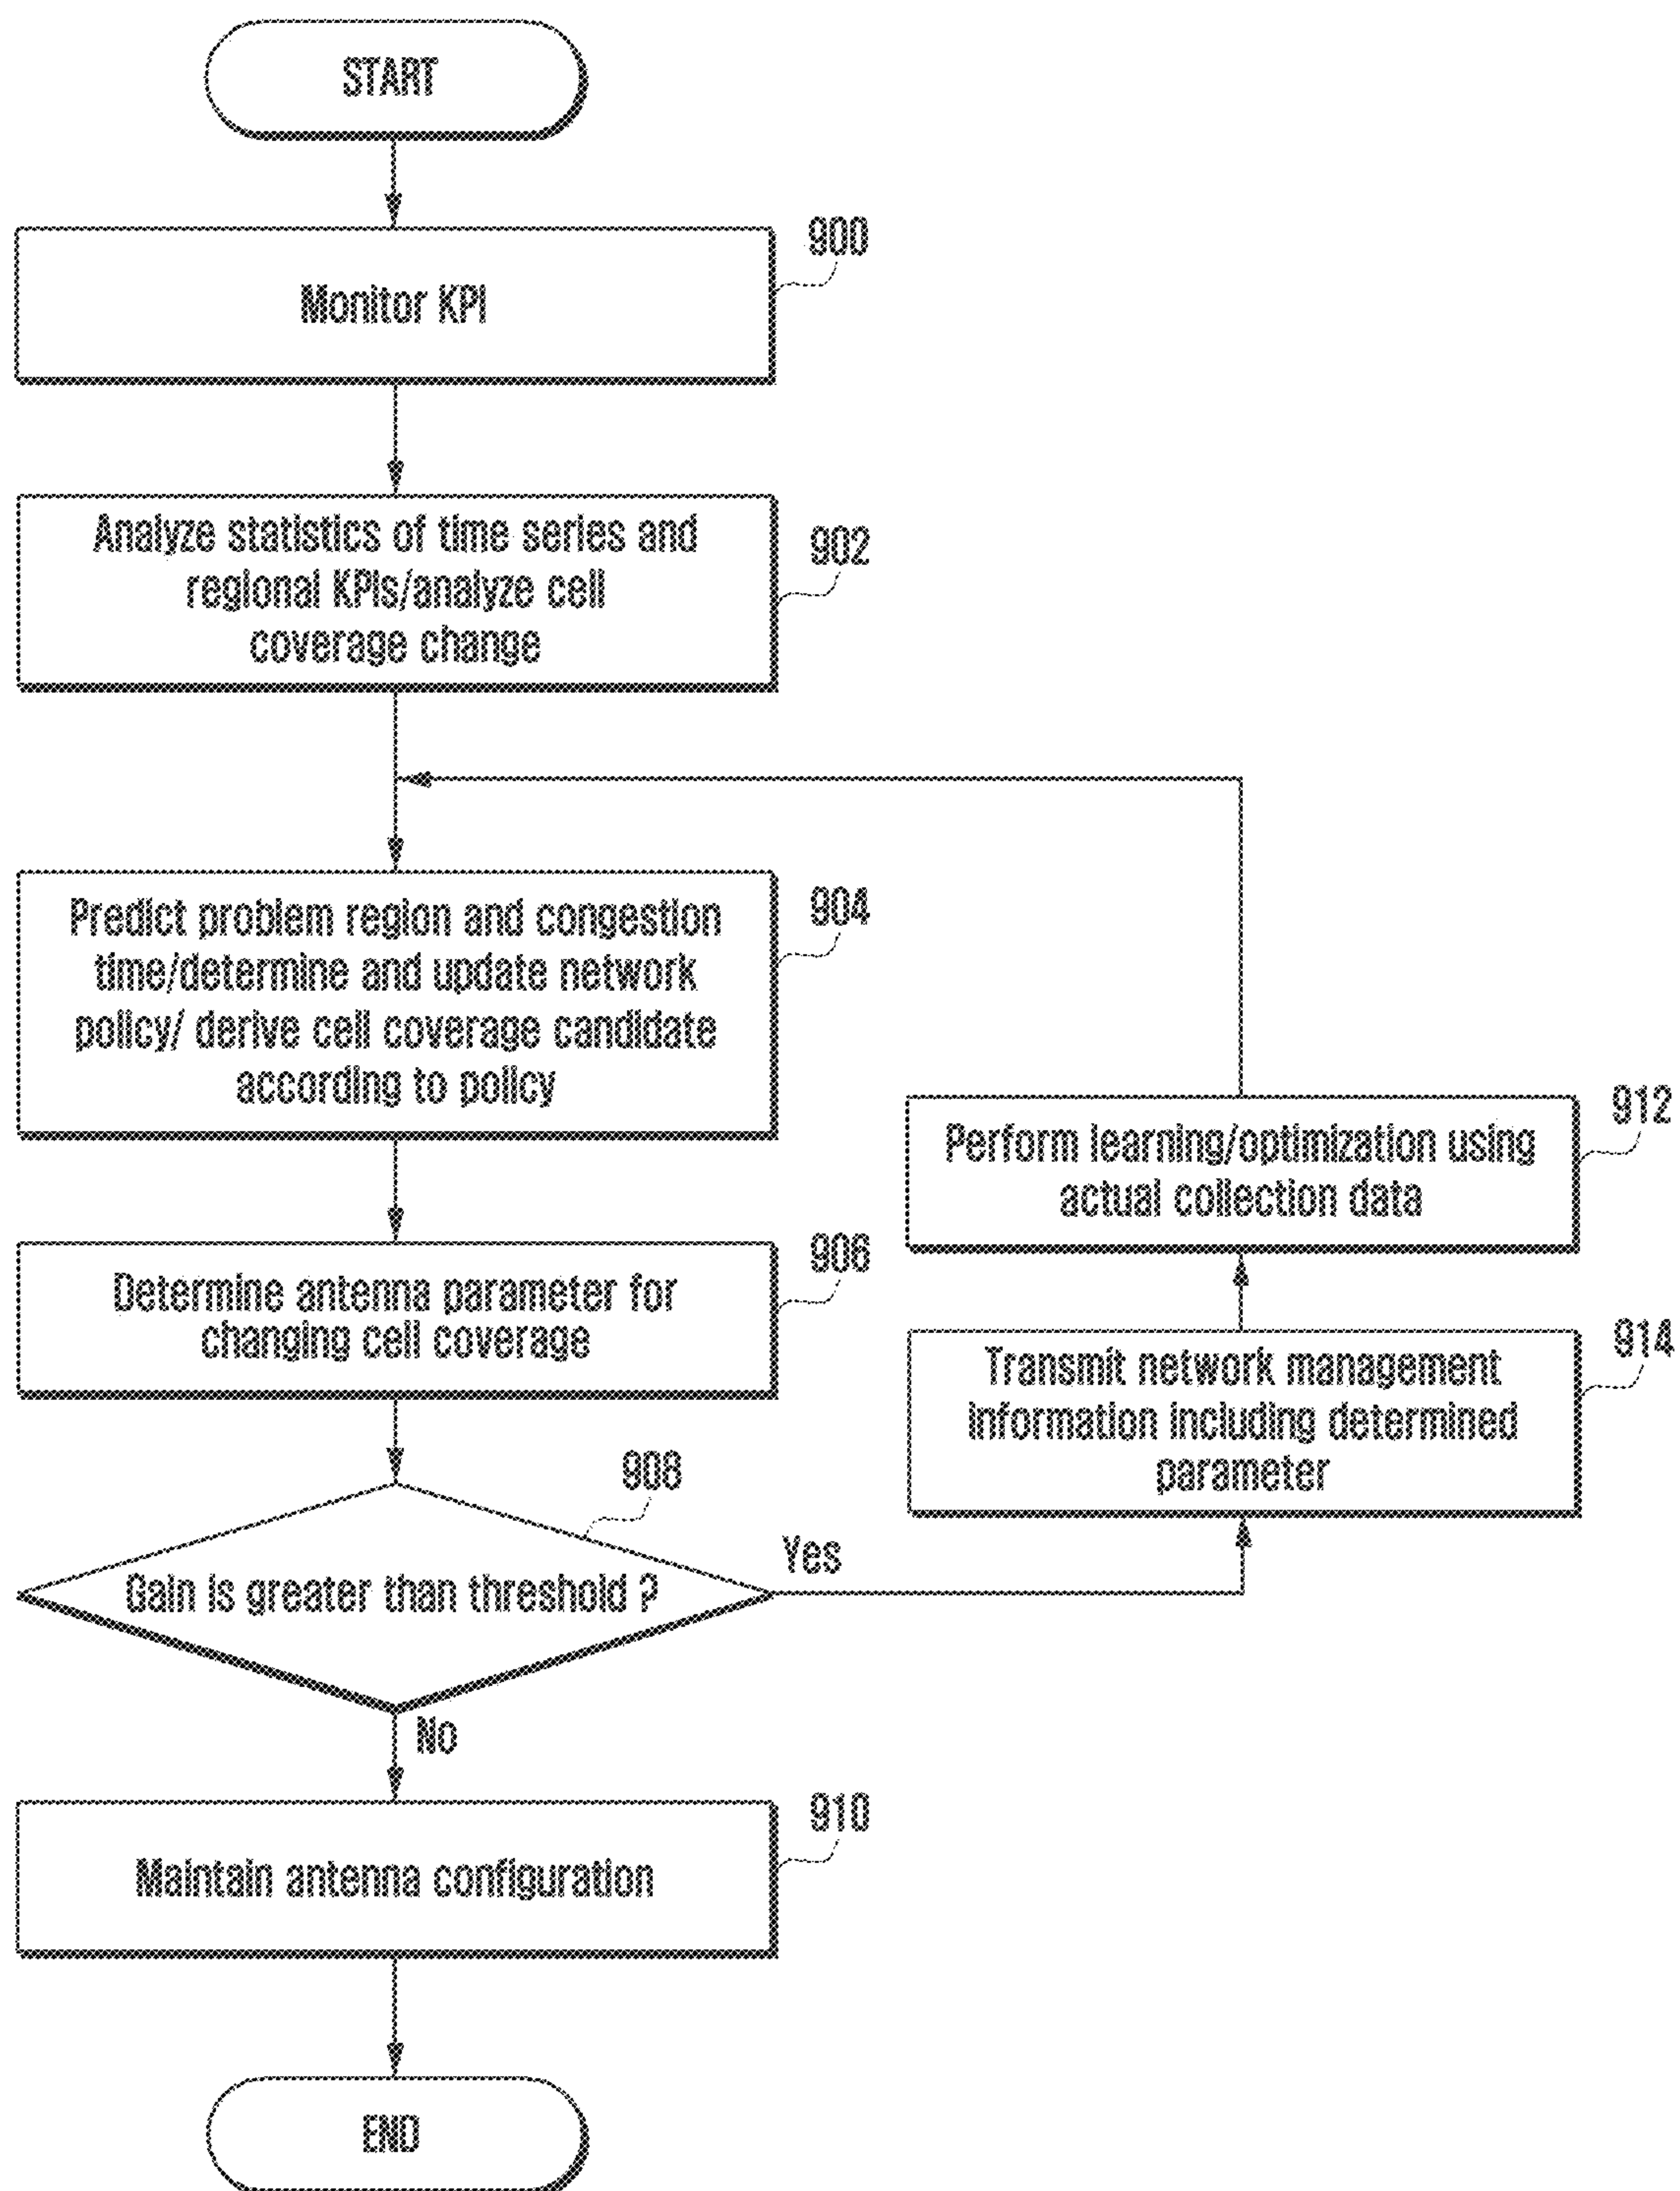 START
Monitor KPI
900
Analyze statistics of time series and
regional KPIs/analyze cell
coverage change
902
Predict problem region and congestion
time/determine and update network
policy/ derive cell coverage candidate
according to policy
904
Determine antenna parameter for
changing cell coverage
906
Gain is greater than threshold ?
908
Yes
No
Maintain antenna configuration
910
END
Perform learning/optimization using
actual collection data
912
Transmit network management
information including determined
parameter
914